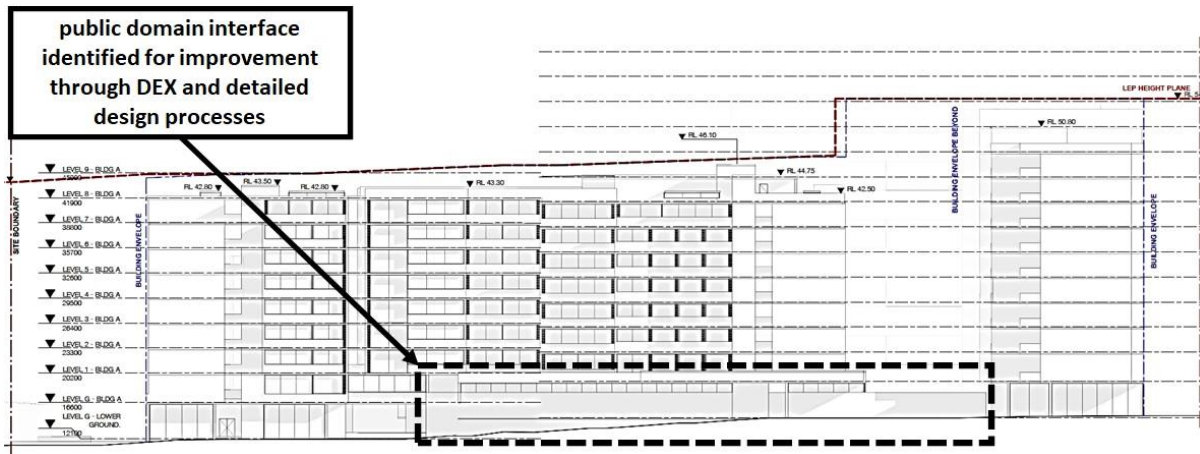 public domain interface
identified for improvement
through DEX and detailed
design processes
LEP HEIGHT PLANE
RL 50.80
RL 46.10
RL 44.75
RL 42.50
RL 42.80
RL 43.50
RL 42.80
RL 43.30
LEVEL 9 - BLDG A
LEVEL 8 - BLDG A
41900
LEVEL 7 - BLDG A
38800
LEVEL 6 - BLDG A
35700
LEVEL 5 - BLDG A
32600
LEVEL 4 - BLDG A
29500
LEVEL 3 - BLDG A
26400
LEVEL 2 - BLDG A
23300
LEVEL 1 - BLDG A
20200
LEVEL G - BLDG A
16600
LEVEL G - LOWER
GROUND.
SITE BOUNDARY
BUILDING ENVELOPE
BUILDING ENVELOPE BEYOND
BUILDING ENVELOPE